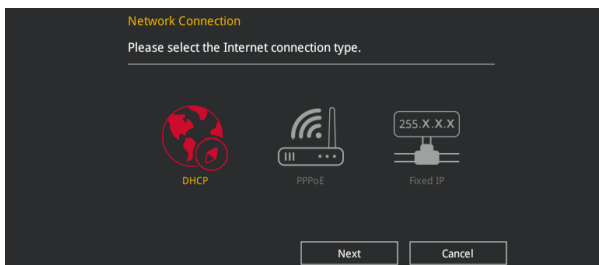 Network Connection
Please select the Internet connection type.
255.X.X.X
DHCP
PPPoE
Fixed IP
Next
Cancel